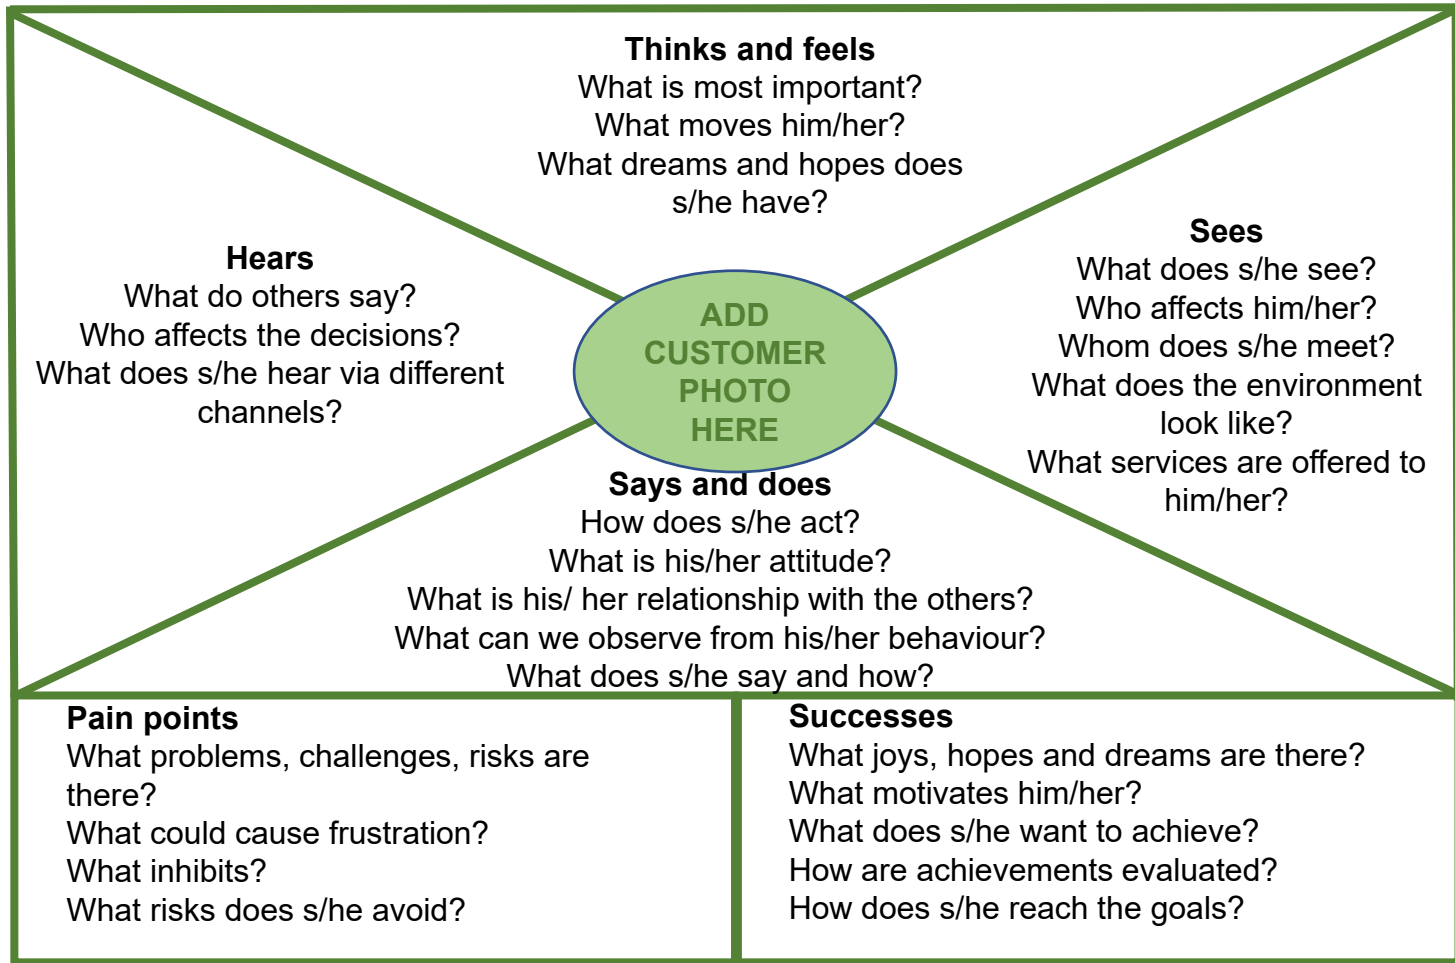 Thinks and feels
What is most important?
What moves him/her?
What dreams and hopes does
s/he have?
Hears
What do others say?
Who affects the decisions?
What does s/he hear via different
channels?
ADD
CUSTOMER
PHOTO
HERE
Sees
What does s/he see?
Who affects him/her?
Whom does s/he meet?
What does the environment
look like?
What services are offered to
him/her?
Says and does
How does s/he act?
What is his/her attitude?
What is his/ her relationship with the others?
What can we observe from his/her behaviour?
What does s/he say and how?
Pain points
What problems, challenges, risks are
there?
What could cause frustration?
What inhibits?
What risks does s/he avoid?
Successes
What joys, hopes and dreams are there?
What motivates him/her?
What does s/he want to achieve?
How are achievements evaluated?
How does s/he reach the goals?